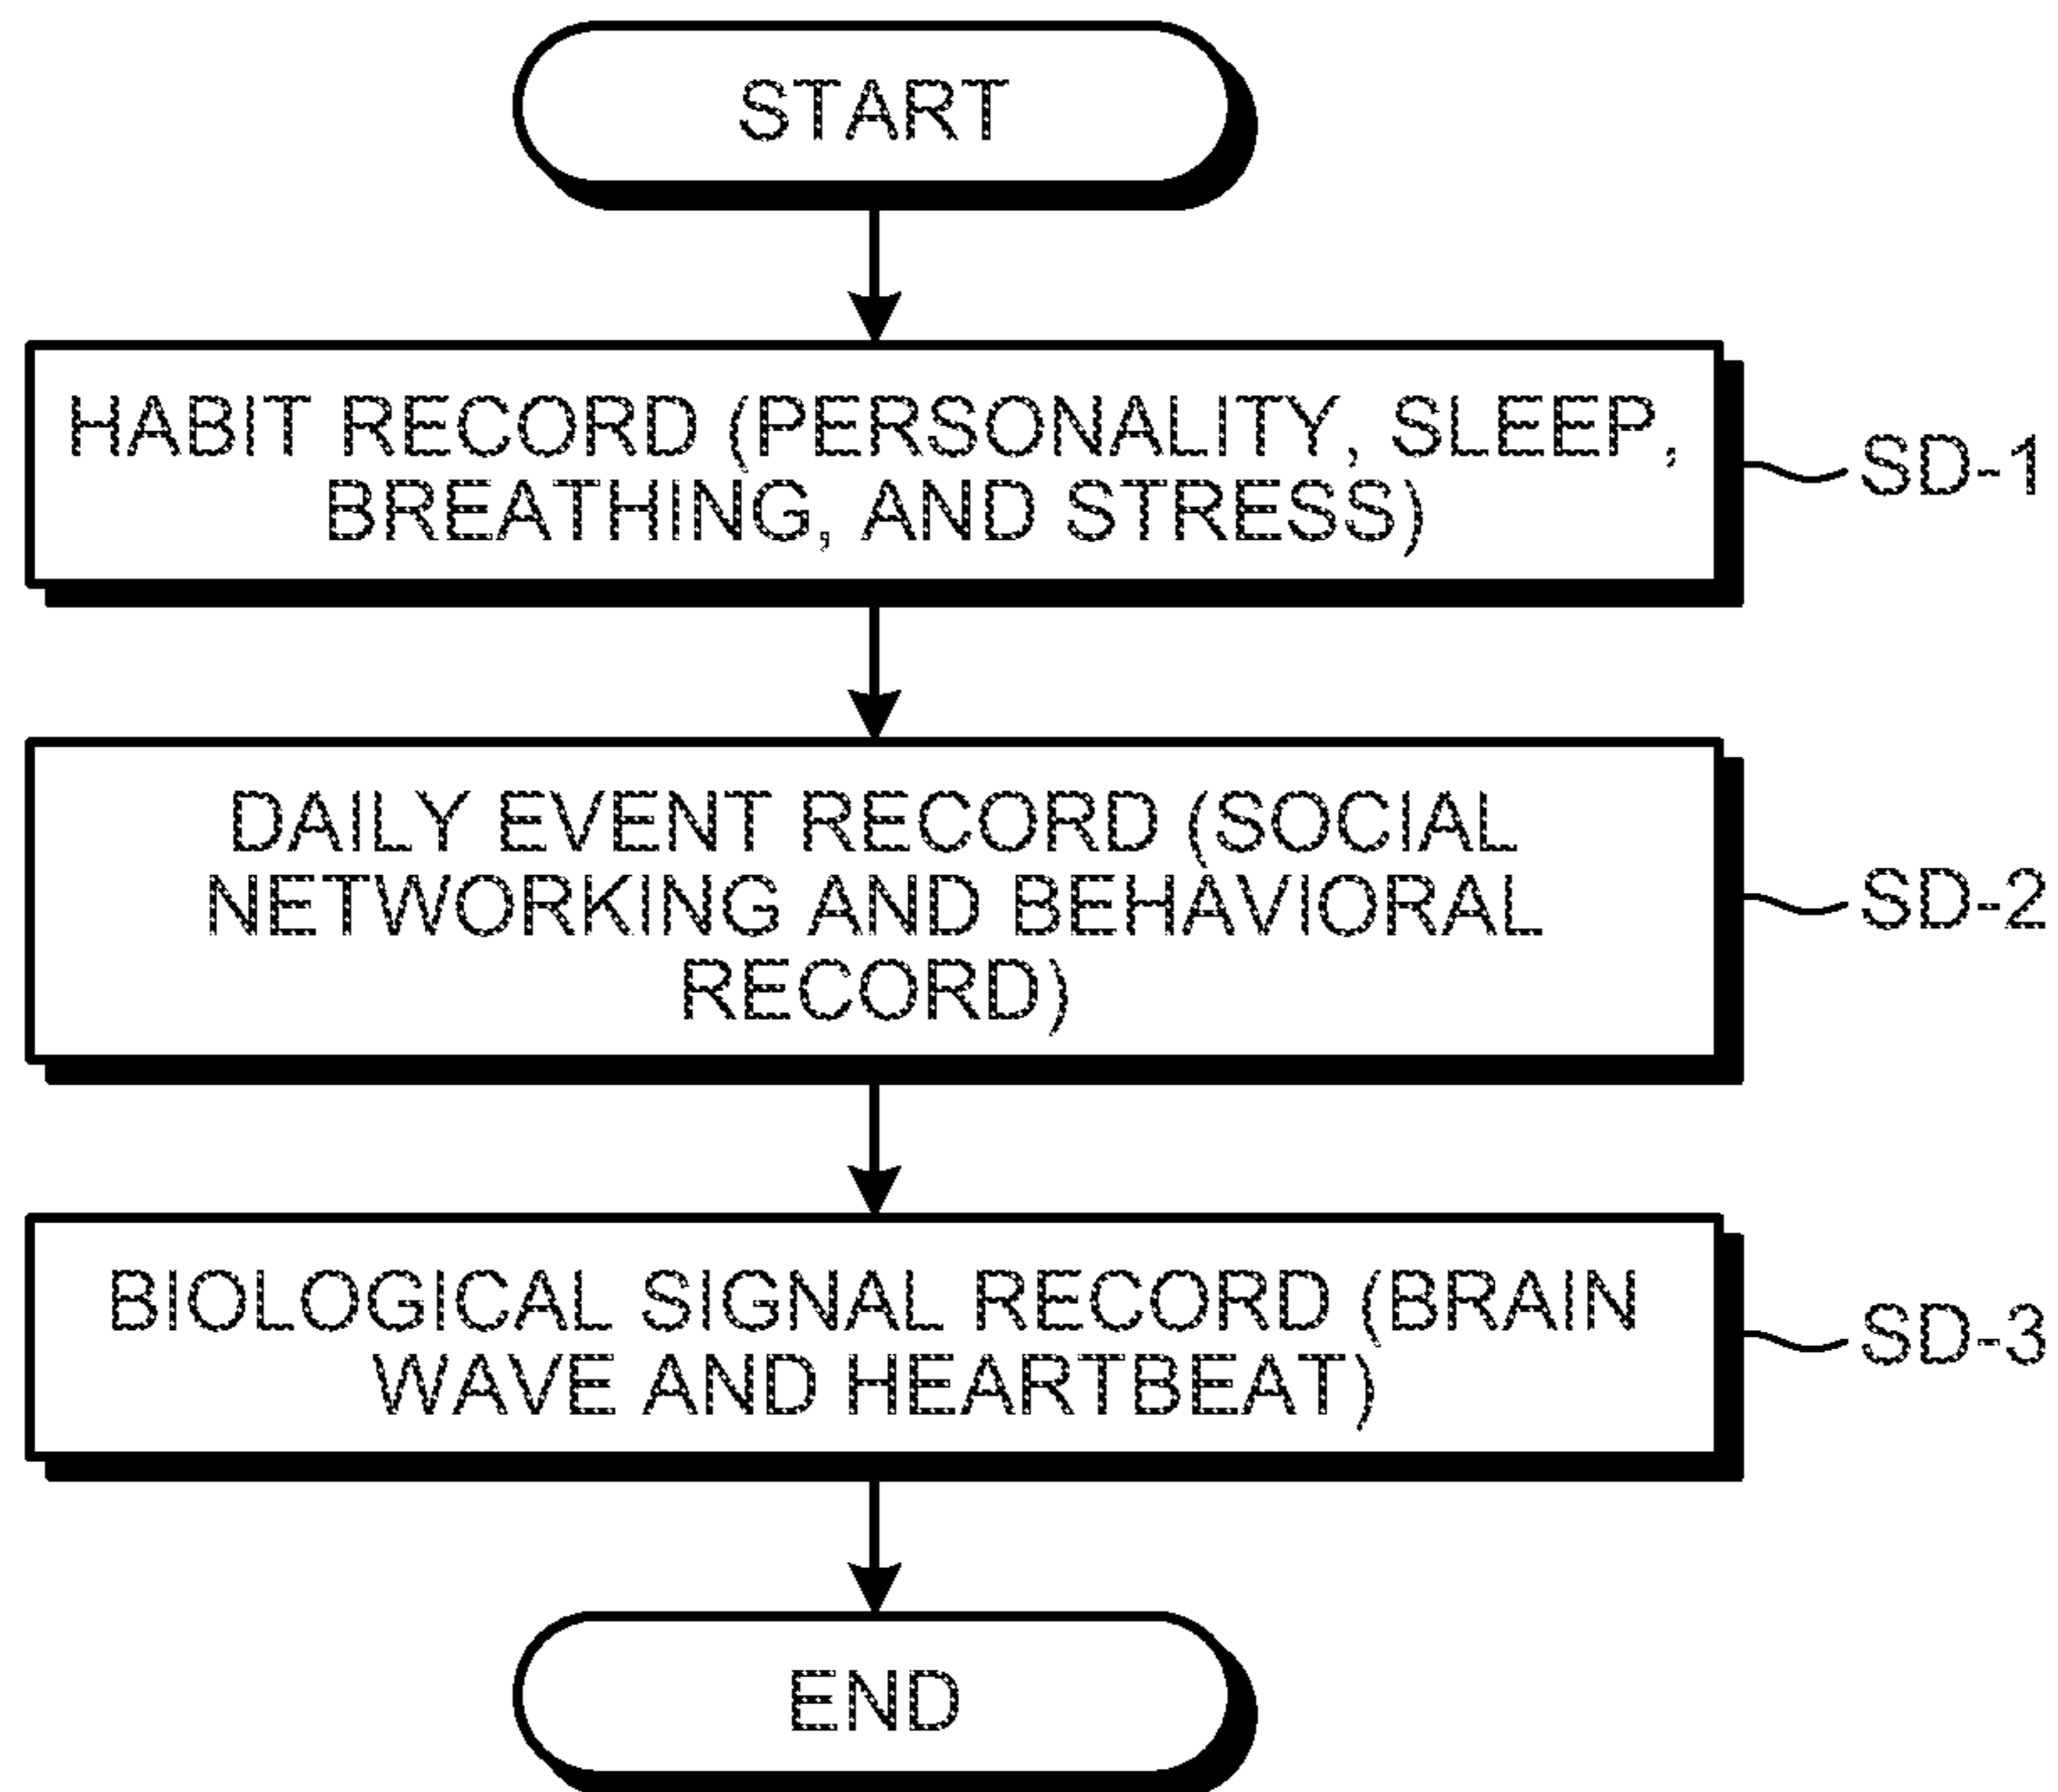 START
HABIT RECORD (PERSONALITY, SLEEP,
BREATHING, AND STRESS)
SD-1
DAILY EVENT RECORD (SOCIAL
NETWORKING AND BEHAVIORAL
RECORD)
SD-2
BIOLOGICAL SIGNAL RECORD (BRAIN
WAVE AND HEARTBEAT)
SD-3
END